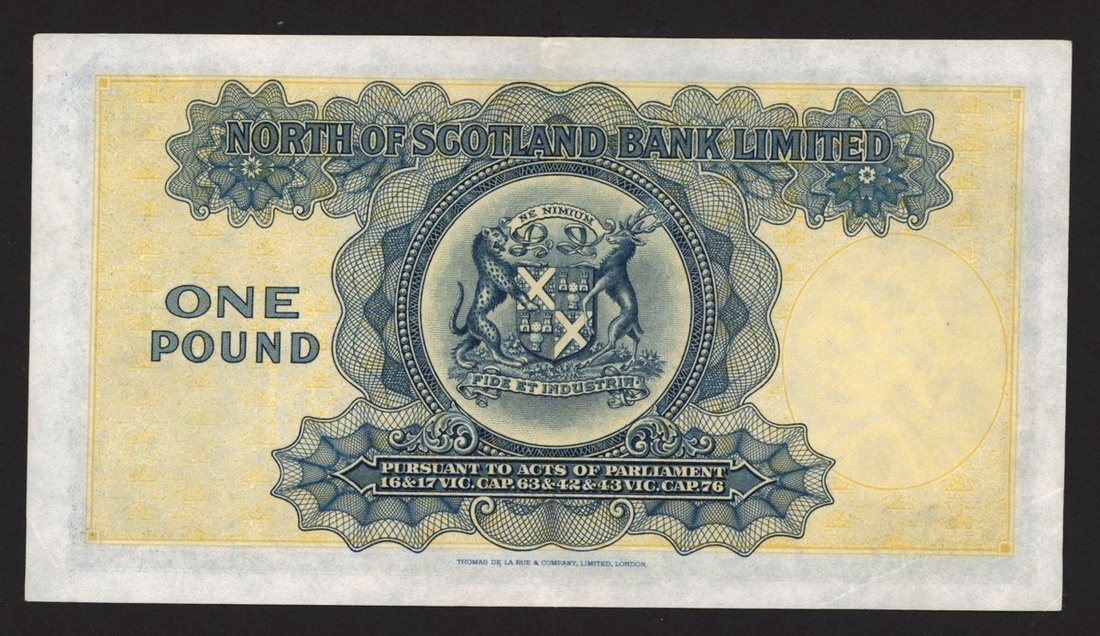 NORTH OF SCOTLAND BANK LIMITED
NE NIMIUM
ONE
POUND
FIDE ET INDUSTRIA.
PURSUANT TO ACTS OF PARLIAMENT
16 & 17 VIC. CAP. 63 & 42 & 43 VIC. CAP. 76
THOMAS DE LA RUE & COMPANY, LIMITED, LONDON.